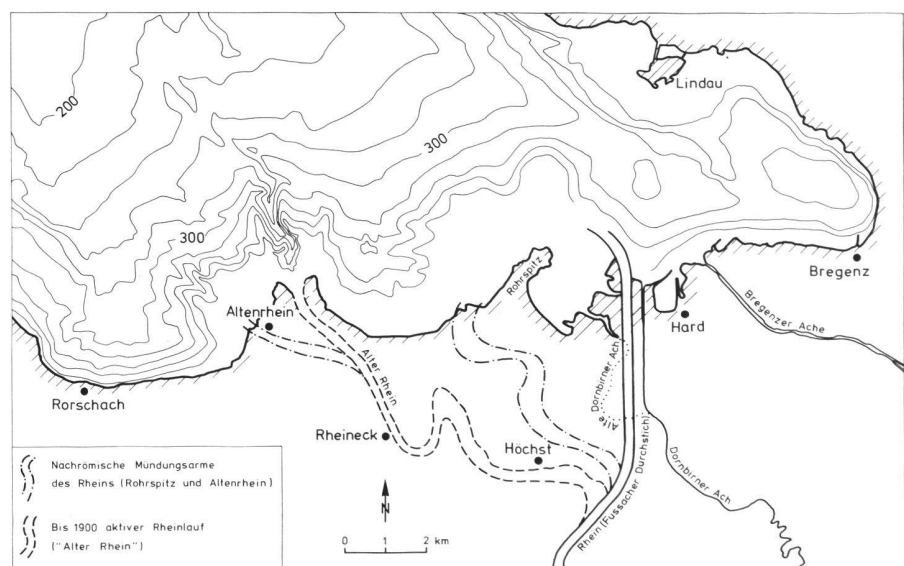 Lindau
200
300
300
Rohrspitz
Bregenz
Hard
Bregenzer Ache
Altenrhein
Alter Rhein
Alte Dornbirner Ach
Rorschach
Rheineck
Höchst
Rhein (Fussacher Durchstich)
Dornbirner Ach
Nachrömische Mündungsarme
des Rheins (Rohrspitz und Altenrhein)
Bis 1900 aktiver Rheinlauf
("Alter Rhein")
N
0 1 2 km